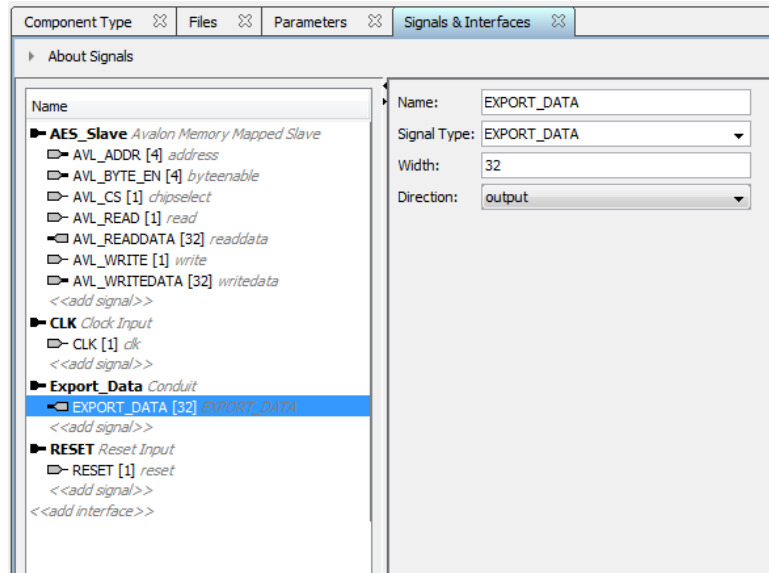 Component Type Files Parameters Signals & Interfaces
About Signals
Name
AES_Slave Avalon Memory Mapped Slave
AVL_ADDR [4] address
AVL_BYTE_EN [4] byteenable
AVL_CS [1] chipselect
AVL_READ [1] read
AVL_READDATA [32] readdata
AVL_WRITE [1] write
AVL_WRITEDATA [32] writedata
<<add signal>>
CLK Clock Input
CLK [1] clk
<<add signal>>
Export_Data Conduit
EXPORT_DATA [32] EXPORT_DATA
<<add signal>>
RESET Reset Input
RESET [1] reset
<<add signal>>
<<add interface>>
Name: EXPORT_DATA
Signal Type: EXPORT_DATA
Width: 32
Direction: output